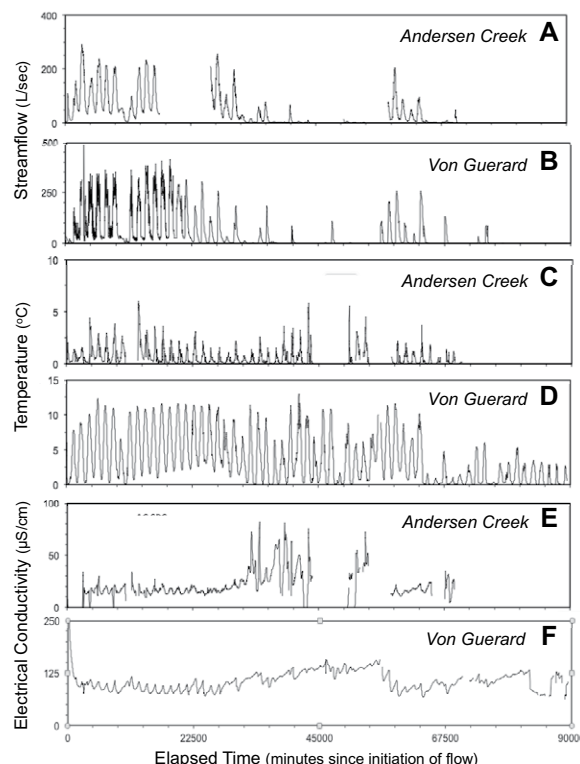 400
Andersen Creek A
200
0
Streamflow (L/sec)
500
Von Guerard B
250
0
10
Andersen Creek C
5
0
Temperature (°C)
15
Von Guerard D
10
5
0
100
Andersen Creek E
50
0
Electrical Conductivity (µS/cm)
250
Von Guerard F
125
0
0 22500 45000 67500 9000
Elapsed Time (minutes since initiation of flow)